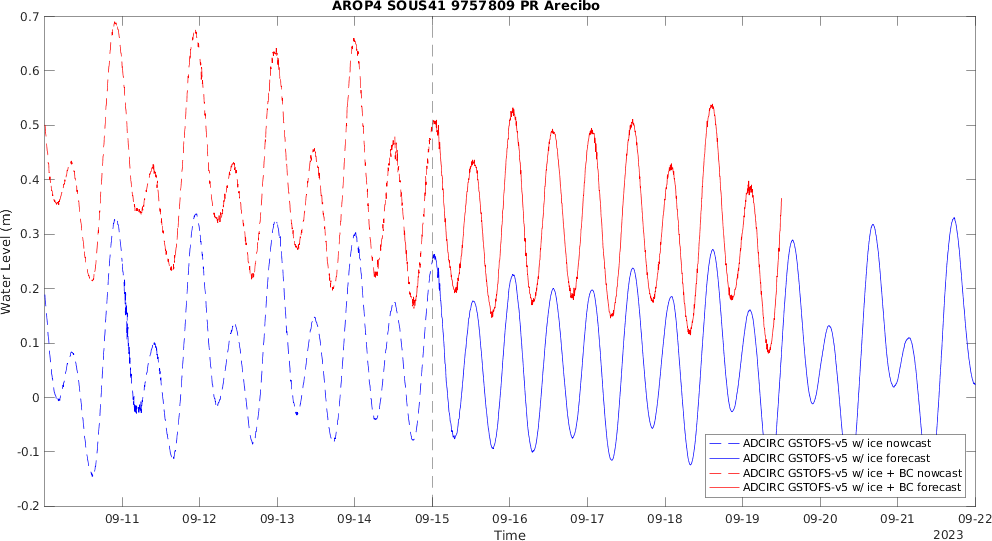 AROP4 SOUS41 9757809 PR Arecibo
0.7
0.6
0.5
0.4
0.3
0.2
0.1
0
-0.1
-0.2
Water Level (m)
ADCIRC GSTOFS-v5 w/ ice nowcast
ADCIRC GSTOFS-v5 w/ ice forecast
ADCIRC GSTOFS-v5 w/ ice + BC nowcast
ADCIRC GSTOFS-v5 w/ ice + BC forecast
09-11 09-12 09-13 09-14 09-15 09-16 09-17 09-18 09-19 09-20 09-21 09-22
Time
2023